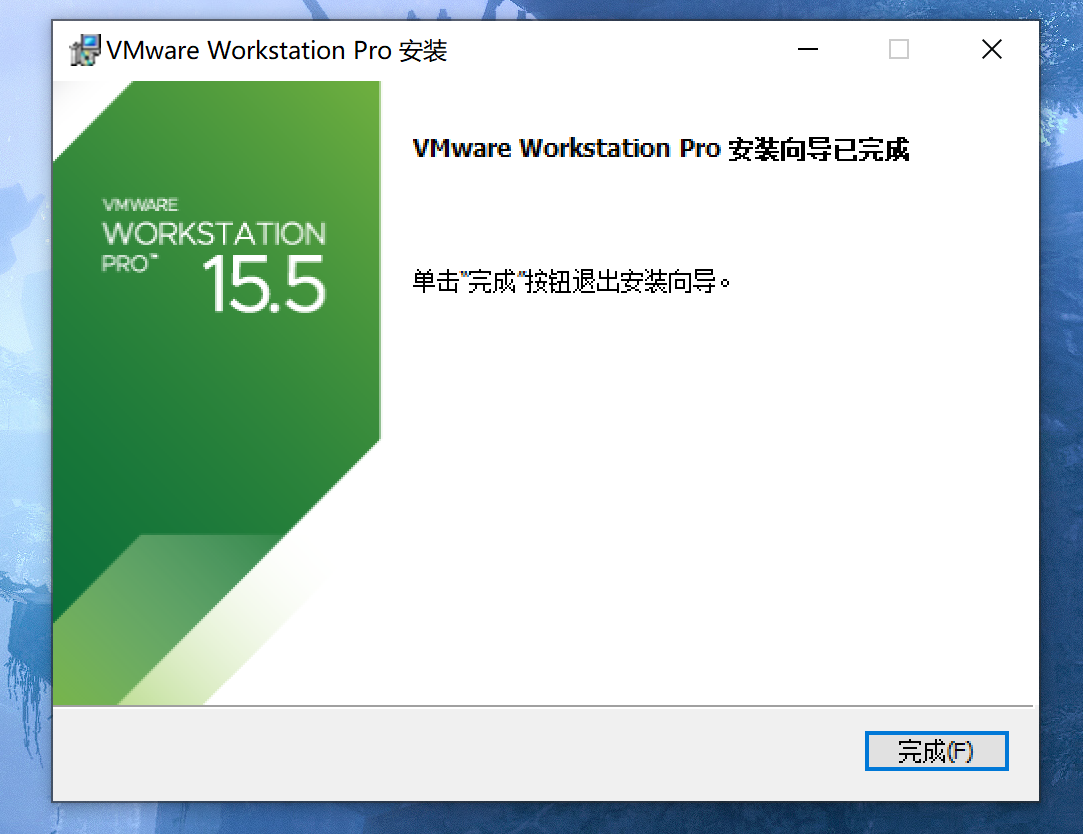 VMware Workstation Pro 安装
VMWARE
WORKSTATION
PRO™
15.5
VMware Workstation Pro 安装向导已完成
单击"完成"按钮退出安装向导。
完成(F)